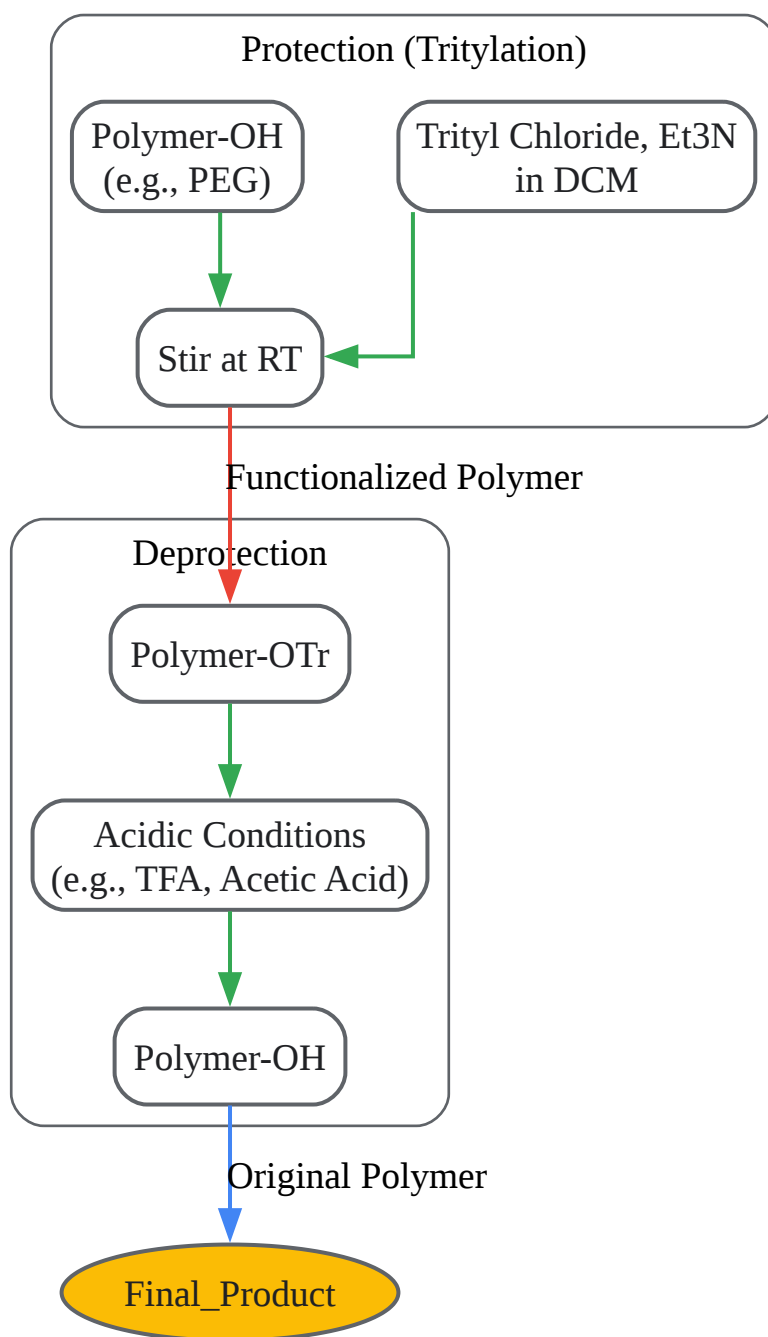 Protection (Tritylation)
Polymer-OH
(e.g., PEG)
Trityl Chloride, Et3N
in DCM
Stir at RT
Functionalized Polymer
Deprotection
Polymer-OTr
Acidic Conditions
(e.g., TFA, Acetic Acid)
Polymer-OH
Original Polymer
Final_Product